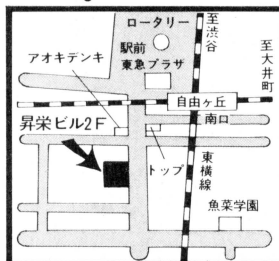 ロータリー
至渋谷
至大井町
駅前
東急プラザ
アオキデンキ
自由ヶ丘
南口
昇栄ビル2F
トップ
東横線
魚菜学園